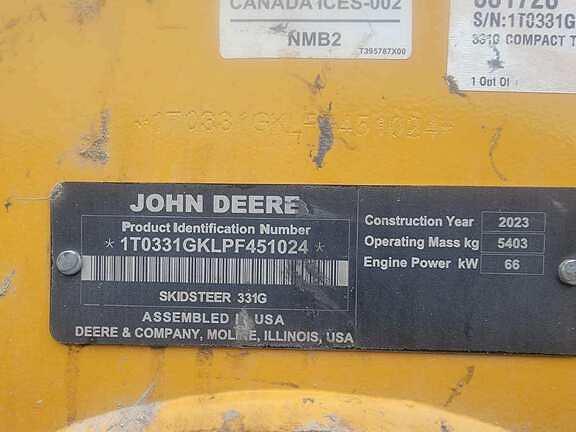 CANADA ICES-002
NMB2
T395787X00
S/N:1T0331G
COMPACT T
1 Out Of
JOHN DEERE
Product Identification Number
* 1T0331GKLPF451024 *
SKIDSTEER 331G
ASSEMBLED IN USA
DEERE & COMPANY, MOLINE, ILLINOIS, USA
Construction Year 2023
Operating Mass kg 5403
Engine Power kW 66